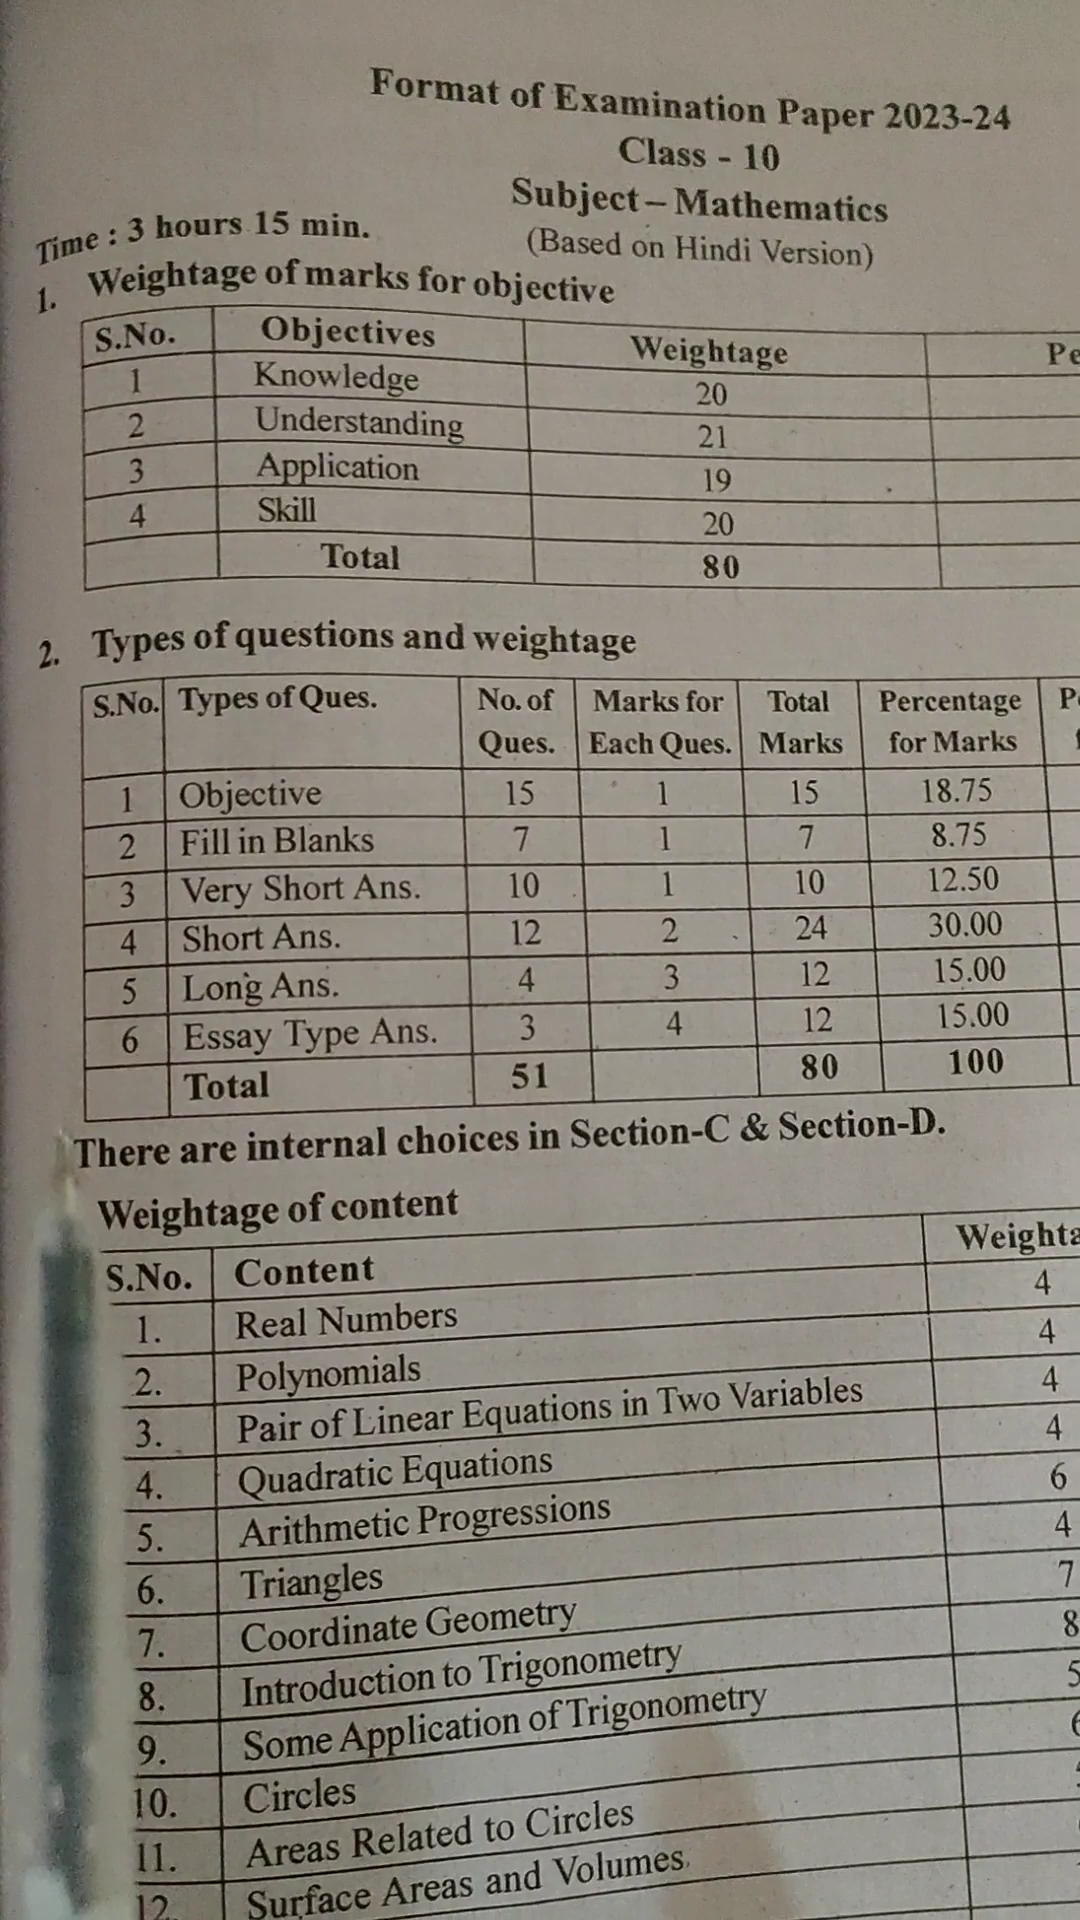 Format of Examination Paper 2023-24
Class - 10
Subject – Mathematics
Time : 3 hours 15 min.
(Based on Hindi Version)
1. Weightage of marks for objective
S.No. Objectives Weightage
1 Knowledge 20
2 Understanding 21
3 Application 19
4 Skill 20
Total 80
2. Types of questions and weightage
S.No. Types of Ques. No. of Ques. Marks for Each Ques. Total Marks Percentage for Marks
1 Objective 15 1 15 18.75
2 Fill in Blanks 7 1 7 8.75
3 Very Short Ans. 10 1 10 12.50
4 Short Ans. 12 2 24 30.00
5 Long Ans. 4 3 12 15.00
6 Essay Type Ans. 3 4 12 15.00
Total 51 80 100
There are internal choices in Section-C & Section-D.
Weightage of content
S.No. Content
1. Real Numbers 4
2. Polynomials 4
3. Pair of Linear Equations in Two Variables 4
4. Quadratic Equations 4
5. Arithmetic Progressions 6
6. Triangles 4
7. Coordinate Geometry 7
8. Introduction to Trigonometry 8
9. Some Application of Trigonometry 5
10. Circles
11. Areas Related to Circles
12. Surface Areas and Volumes